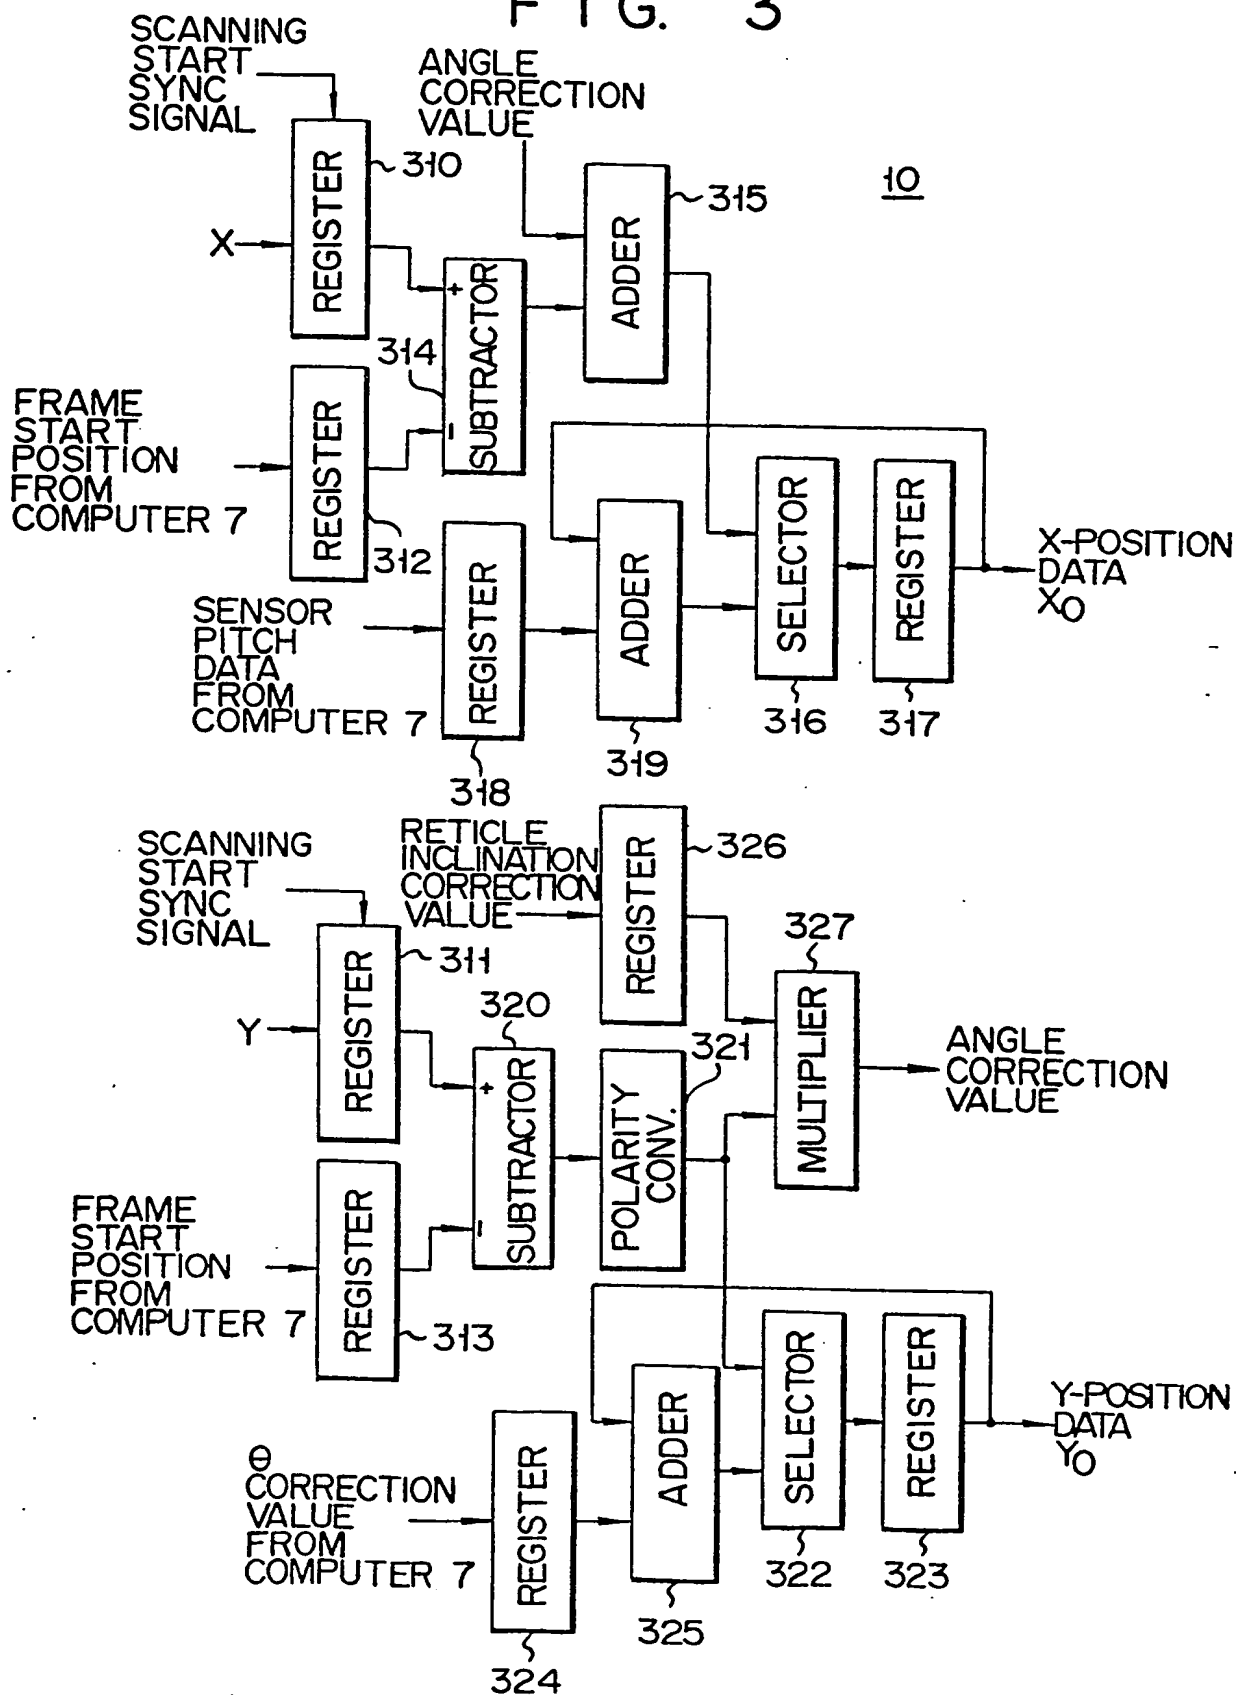 FIG. 3
SCANNING
START
SYNC
SIGNAL
ANGLE
CORRECTION
VALUE
10
310
315
X
REGISTER
ADDER
+
-
SUBTRACTOR
314
FRAME
START
POSITION
FROM
COMPUTER 7
REGISTER
312
SENSOR
PITCH
DATA
FROM
COMPUTER 7
REGISTER
318
ADDER
319
SELECTOR
316
REGISTER
317
X-POSITION
DATA
X0
SCANNING
START
SYNC
SIGNAL
RETICLE
INCLINATION
CORRECTION
VALUE
REGISTER
326
327
311
Y
REGISTER
320
+
-
SUBTRACTOR
321
POLARITY
CONV.
MULTIPLIER
ANGLE
CORRECTION
VALUE
FRAME
START
POSITION
FROM
COMPUTER 7
REGISTER
313
θ
CORRECTION
VALUE
FROM
COMPUTER 7
REGISTER
324
ADDER
325
SELECTOR
322
REGISTER
323
Y-POSITION
DATA
Y0